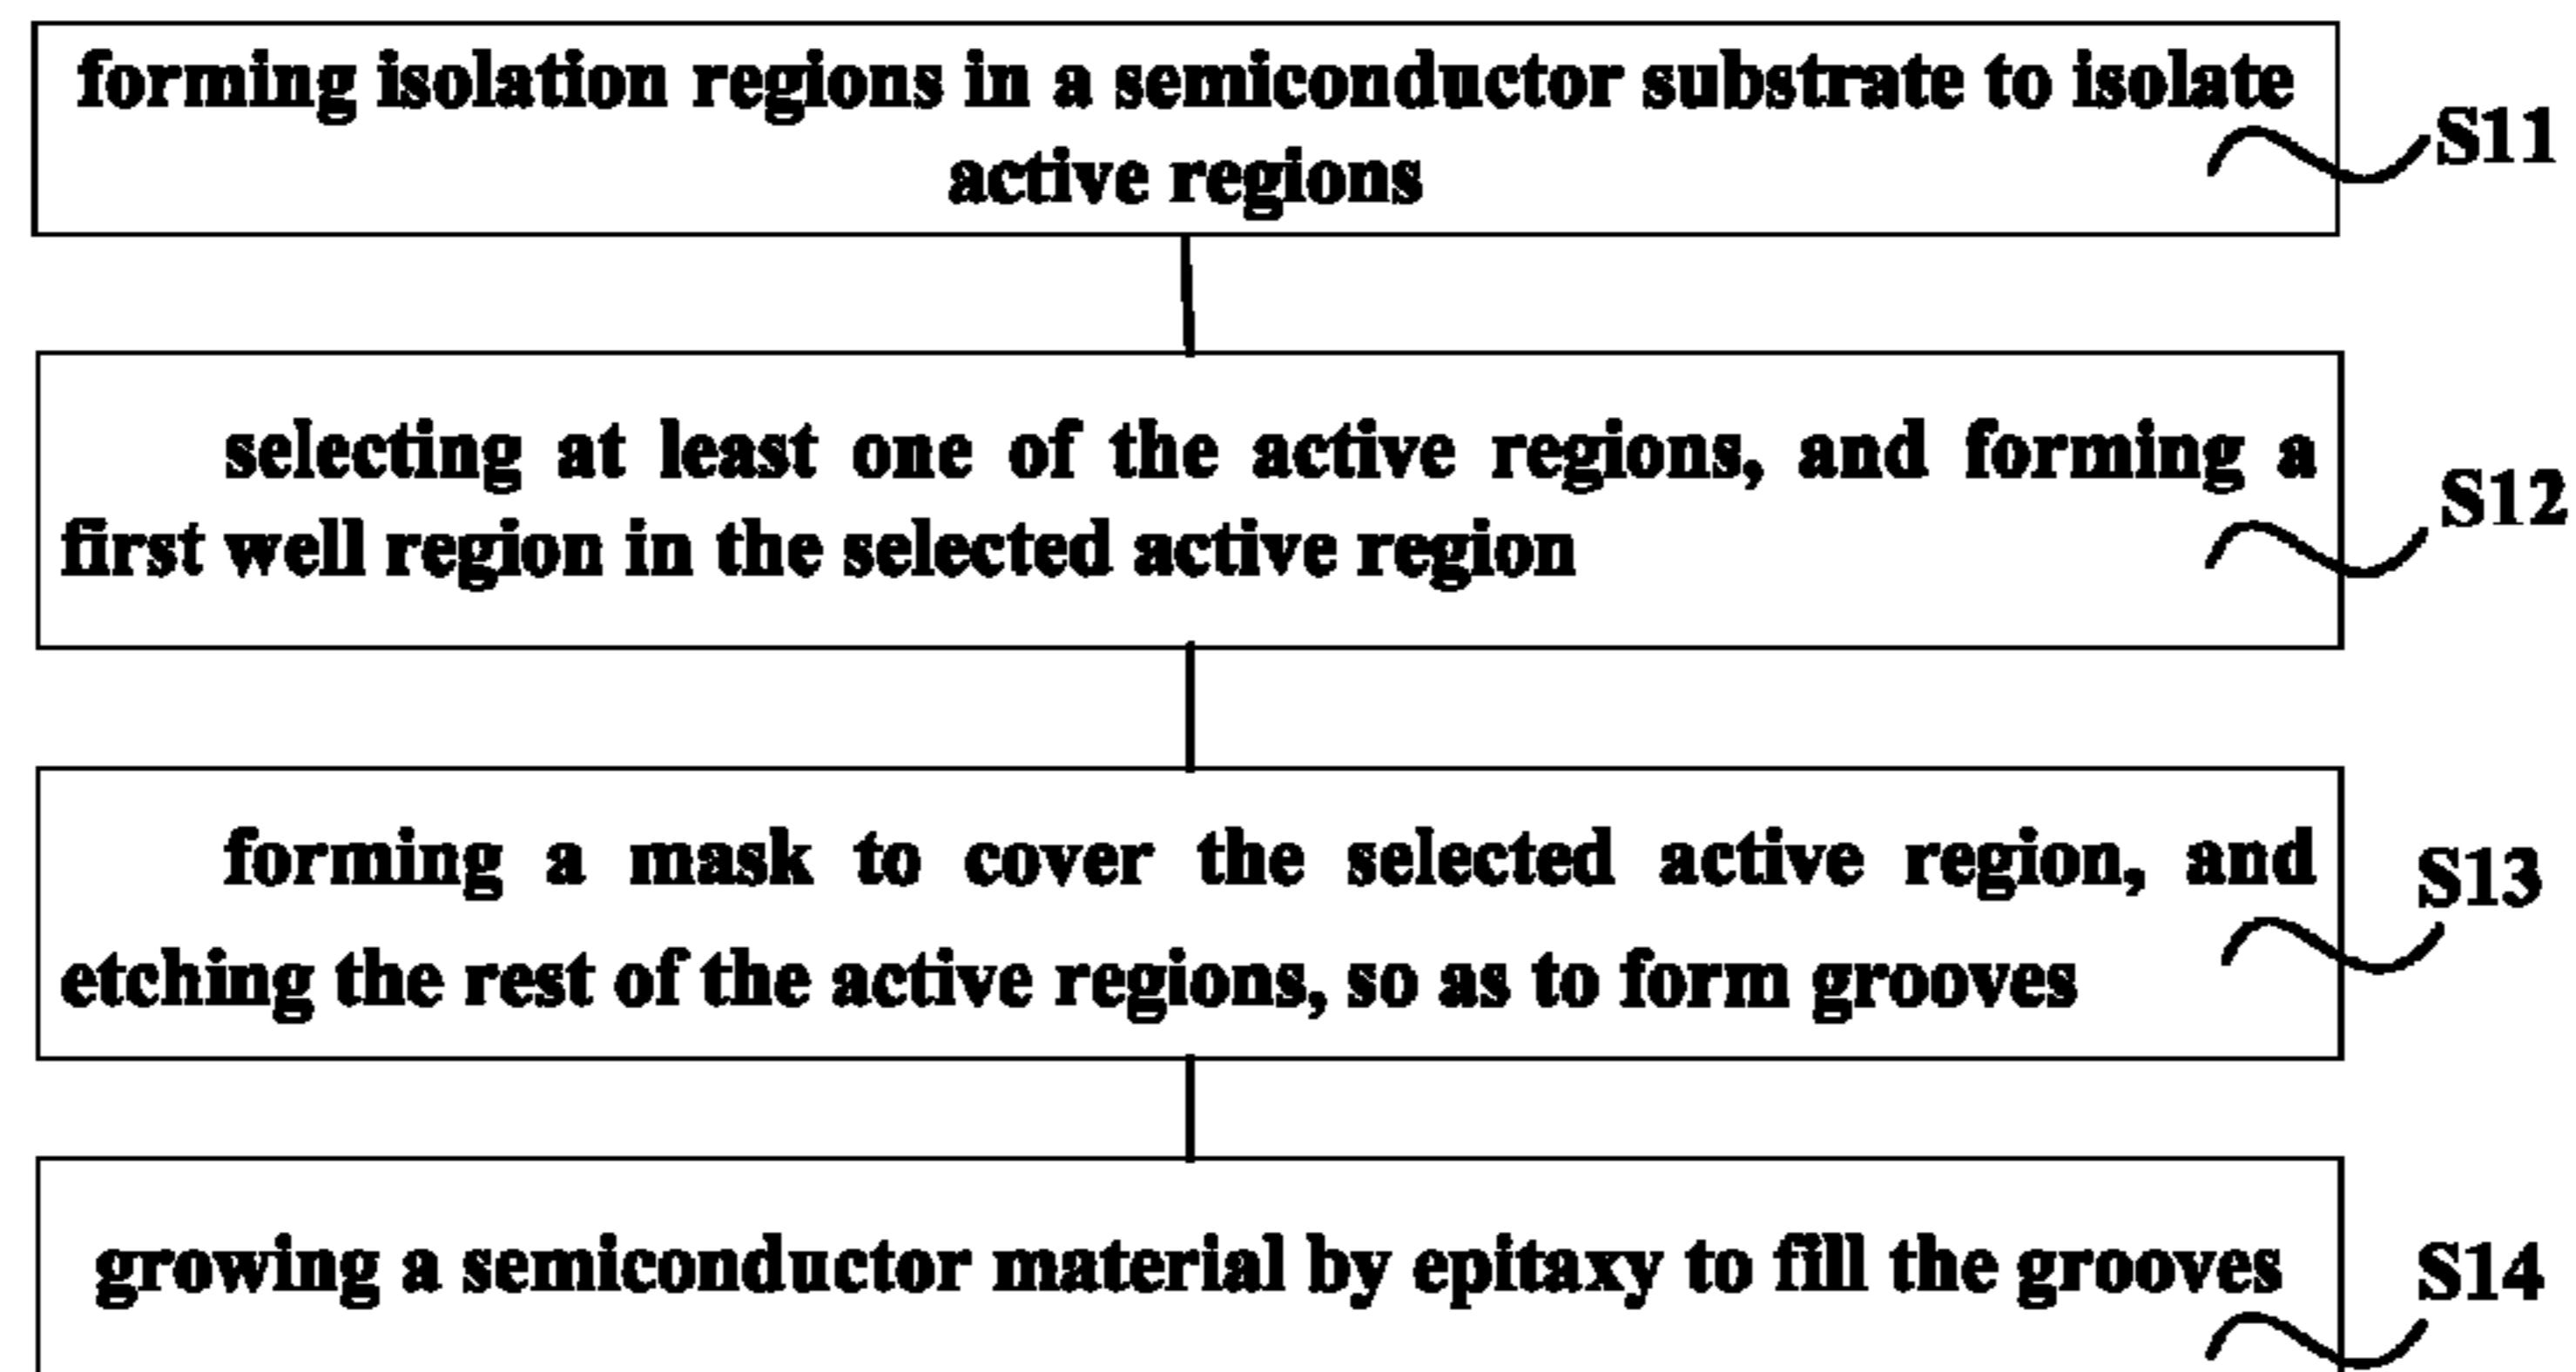 forming isolation regions in a semiconductor substrate to isolate
active regions
S11
selecting at least one of the active regions, and forming a
first well region in the selected active region
S12
forming a mask to cover the selected active region, and
etching the rest of the active regions, so as to form grooves
S13
growing a semiconductor material by epitaxy to fill the grooves
S14